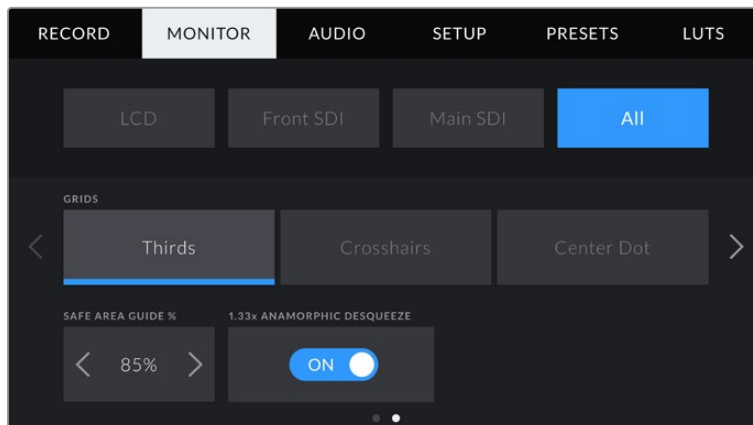 RECORD MONITOR AUDIO SETUP PRESETS LUTS
LCD Front SDI Main SDI All
GRIDS
Thirds Crosshairs Center Dot
SAFE AREA GUIDE % 1.33x ANAMORPHIC DESQUEEZE
85% ON